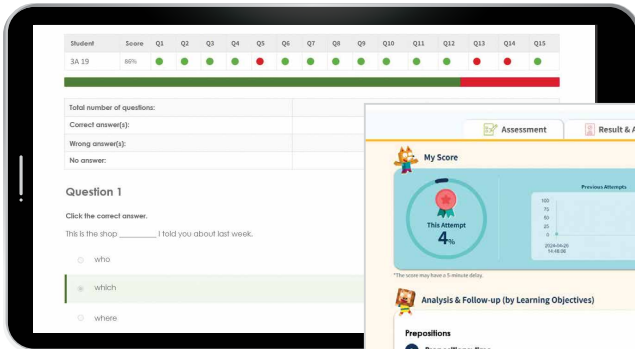 Student Score Q1 Q2 Q3 Q4 Q5 Q6 Q7 Q8 Q9 Q10 Q11 Q12 Q13 Q14 Q15
3A 19 86%
Total number of questions:
Correct answer(s):
Wrong answer(s):
No answer:
Question 1
Click the correct answer.
This is the shop ________ I told you about last week.
who
which
where
Assessment
Result & A
My Score
This Attempt
4%
Previous Attempts
100
75
50
25
0
2024-04-20
14:48:06
*The score may have a 5-minute delay.
Analysis & Follow-up (by Learning Objectives)
Prepositions